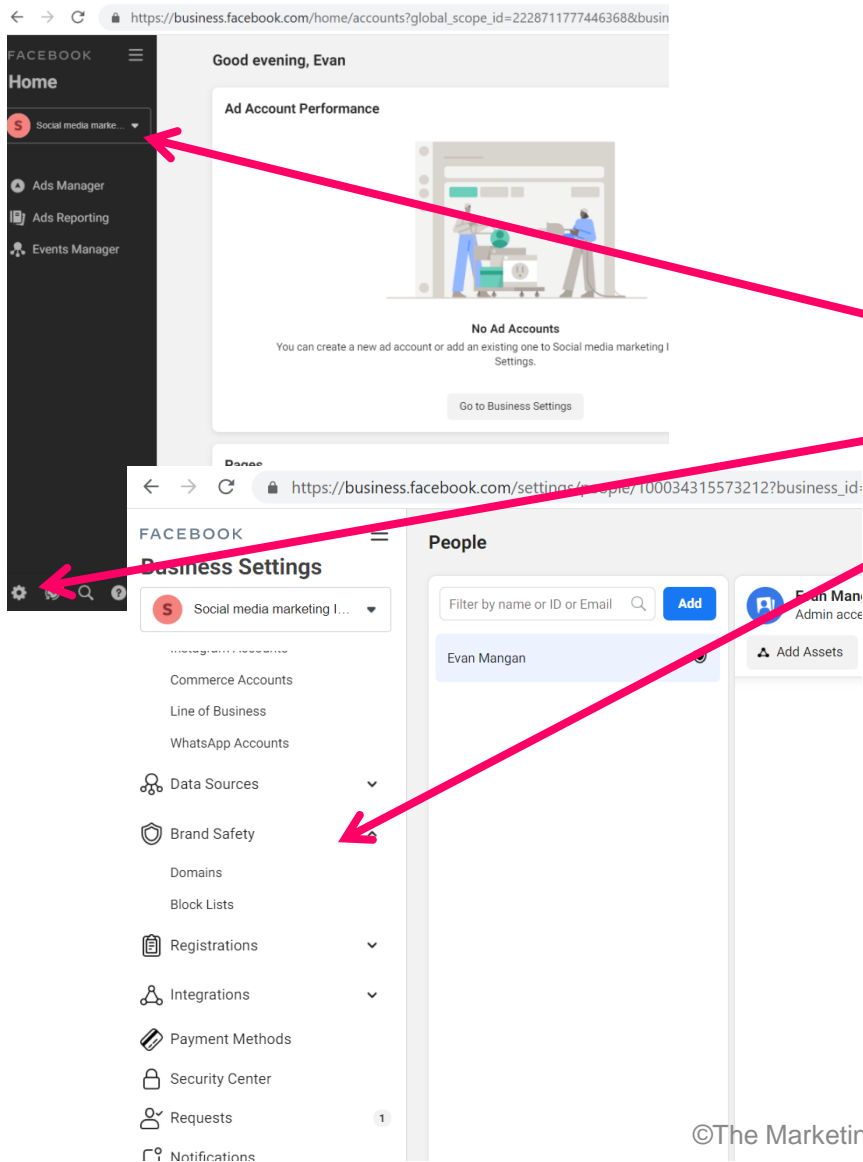 https://business.facebook.com/home/accounts?global_scope_id=2228711777446368&busin
FACEBOOK
Home
S Social media marke...
Ads Manager
Ads Reporting
Events Manager
Good evening, Evan
Ad Account Performance
No Ad Accounts
You can create a new ad account or add an existing one to Social media marketing I
Settings.
Go to Business Settings
Pages
https://business.facebook.com/settings/people/100034315573212?business_id=
FACEBOOK
Business Settings
S Social media marketing I...
Instagram Accounts
Commerce Accounts
Line of Business
WhatsApp Accounts
Data Sources
Brand Safety
Domains
Block Lists
Registrations
Integrations
Payment Methods
Security Center
Requests 1
Notifications
People
Filter by name or ID or Email
Add
Evan Mangan
Evan Mang
Admin acce
Add Assets
©The Marketin